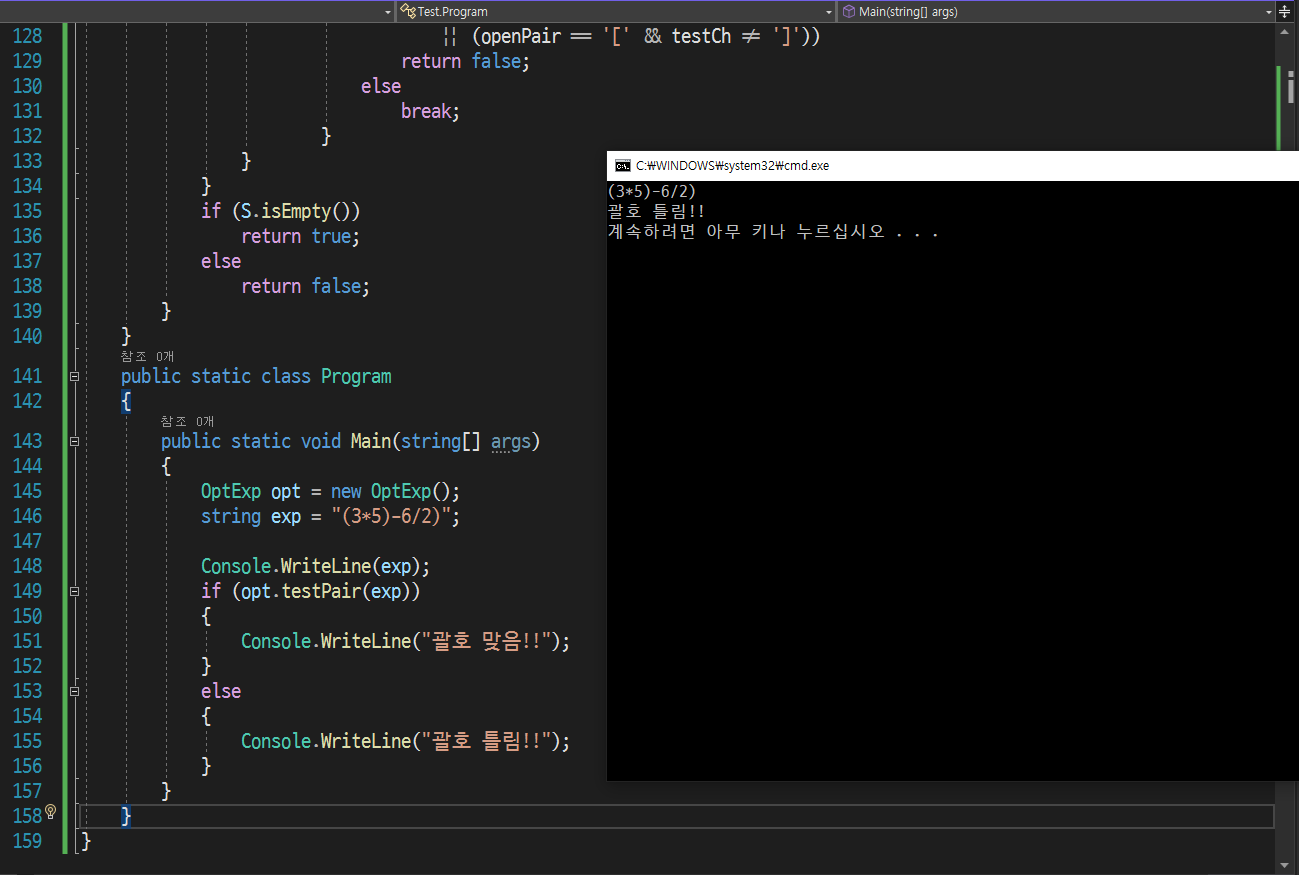 Test.Program
Main(string[] args)
128 || (openPair == '[' && testCh ≠ ']'))
129 return false;
130 else
131 break;
132 }
133 }
134 }
135 if (S.isEmpty())
136 return true;
137 else
138 return false;
139 }
140 }
참조 0개
141 public static class Program
142 {
참조 0개
143 public static void Main(string[] args)
144 {
145 OptExp opt = new OptExp();
146 string exp = "(3*5)-6/2)";
147
148 Console.WriteLine(exp);
149 if (opt.testPair(exp))
150 {
151 Console.WriteLine("괄호 맞음!!");
152 }
153 else
154 {
155 Console.WriteLine("괄호 틀림!!");
156 }
157 }
158 }
159 }
C:₩WINDOWS₩system32₩cmd.exe
(3*5)-6/2)
괄호 틀림!!
계속하려면 아무 키나 누르십시오 . . .